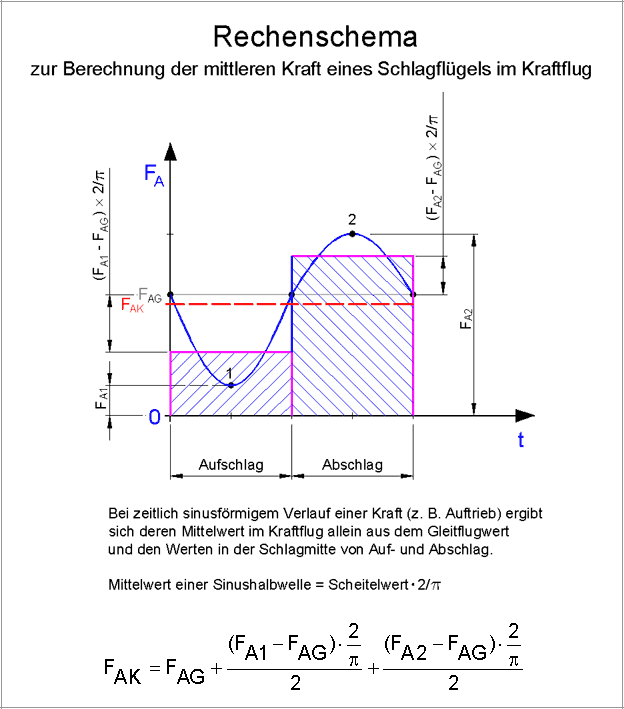 Rechenschema
zur Berechnung der mittleren Kraft eines Schlagflügels im Kraftflug
F_A
(F_A1 - F_AG) × 2/π
(F_A2 - F_AG) × 2/π
2
F_AG
F_AK
F_A2
1
F_A1
0
t
Aufschlag
Abschlag
Bei zeitlich sinusförmigem Verlauf einer Kraft (z. B. Auftrieb) ergibt
sich deren Mittelwert im Kraftflug allein aus dem Gleitflugwert
und den Werten in der Schlagmitte von Auf- und Abschlag.
Mittelwert einer Sinushalbwelle = Scheitelwert · 2/π
F_AK = F_AG + ((F_A1 − F_AG) · 2/π)/2 + ((F_A2 − F_AG) · 2/π)/2